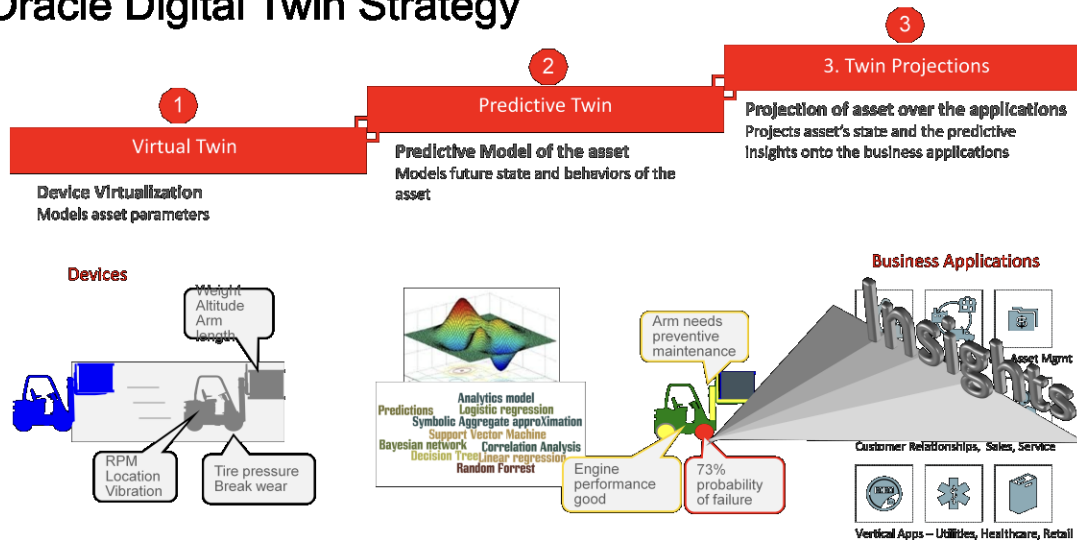 Oracle Digital Twin Strategy
1
Virtual Twin
Device Virtualization
Models asset parameters
2
Predictive Twin
Predictive Model of the asset
Models future state and behaviors of the
asset
3
3. Twin Projections
Projection of asset over the applications
Projects asset's state and the predictive
insights onto the business applications
Devices
Weight
Altitude
Arm
length
RPM
Location
Vibration
Tire pressure
Break wear
Analytics model
Predictions
Logistic regression
Symbolic Aggregate approXimation
Support Vector Machine
Bayesian network
Correlation Analysis
Decision Tree
Linear regression
Random Forrest
Arm needs
preventive
maintenance
Engine
performance
good
73%
probability
of failure
Business Applications
Insights
Asset Mgmt
Customer Relationships, Sales, Service
Vertical Apps – Utilities, Healthcare, Retail